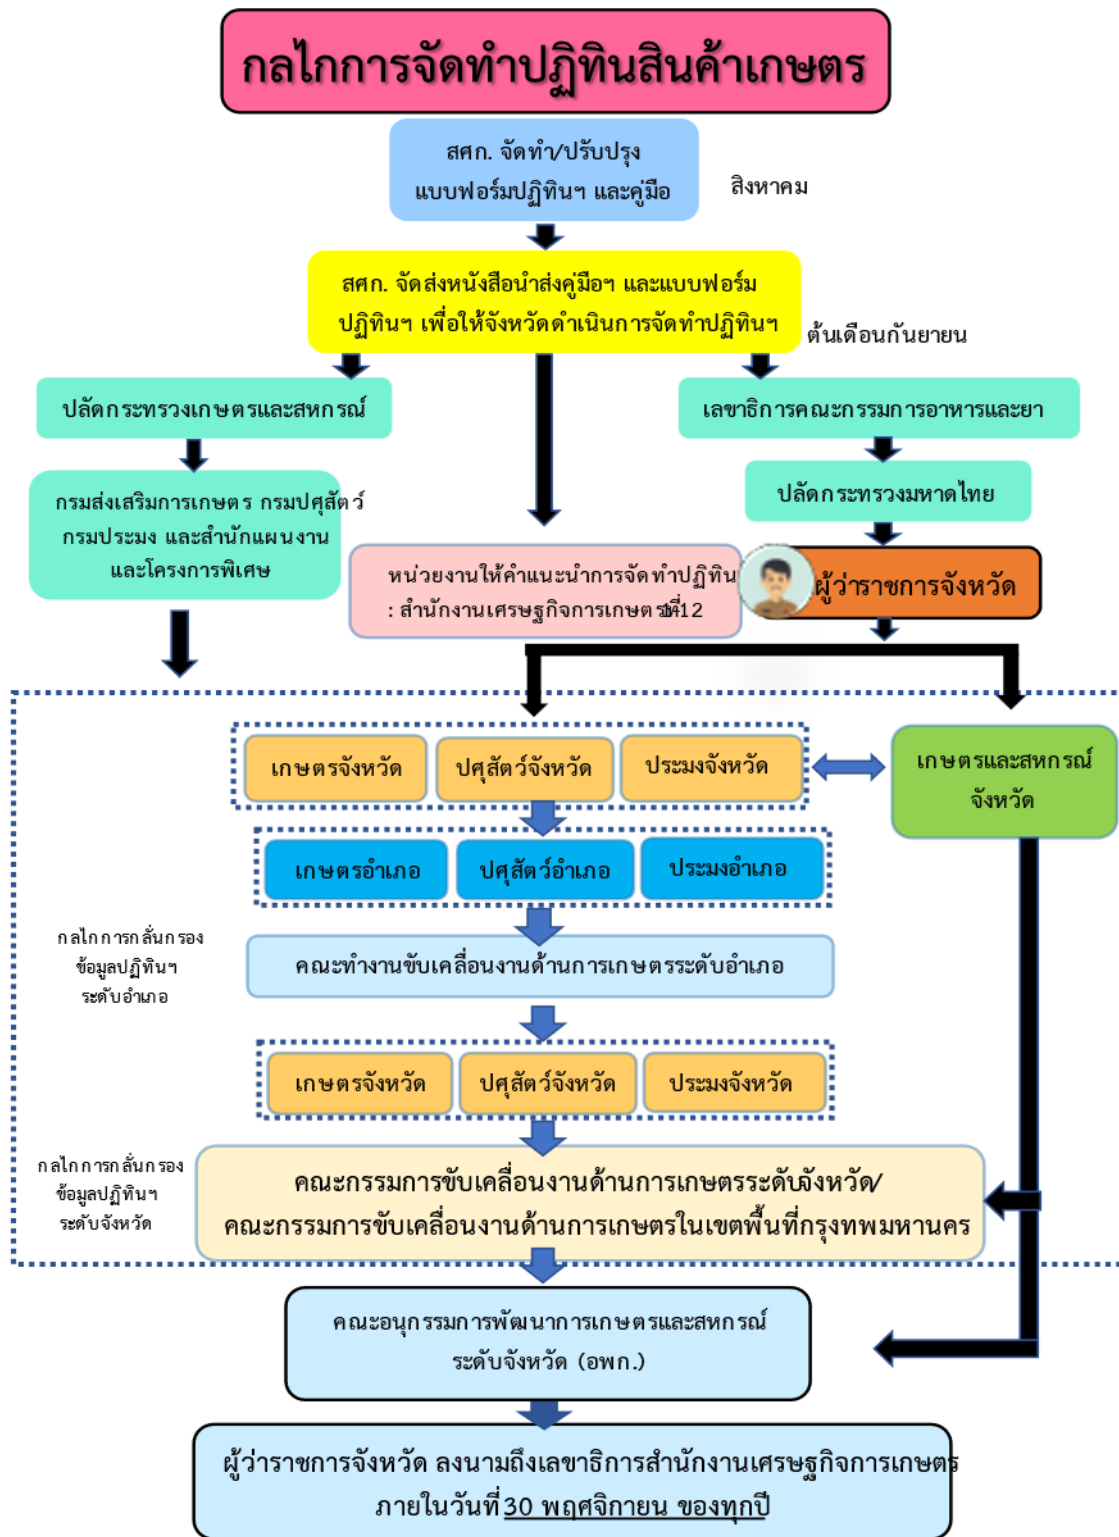 กลไกการจัดทำปฏิทินสินค้าเกษตร
สศก. จัดทำ/ปรับปรุง
แบบฟอร์มปฏิทินฯ และคู่มือ
สิงหาคม
สศก. จัดส่งหนังสือนำส่งคู่มือฯ และแบบฟอร์ม
ปฏิทินฯ เพื่อให้จังหวัดดำเนินการจัดทำปฏิทินฯ
ต้นเดือนกันยายน
ปลัดกระทรวงเกษตรและสหกรณ์
เลขาธิการคณะกรรมการอาหารและยา
กรมส่งเสริมการเกษตร กรมปศุสัตว์
กรมประมง และสำนักแผนงาน
และโครงการพิเศษ
ปลัดกระทรวงมหาดไทย
หน่วยงานให้คำแนะนำการจัดทำปฏิทิน
: สำนักงานเศรษฐกิจการเกษตรที่ 1-12
ผู้ว่าราชการจังหวัด
เกษตรจังหวัด
ปศุสัตว์จังหวัด
ประมงจังหวัด
เกษตรและสหกรณ์
จังหวัด
เกษตรอำเภอ
ปศุสัตว์อำเภอ
ประมงอำเภอ
กลไกการกลั่นกรอง
ข้อมูลปฏิทินฯ
ระดับอำเภอ
คณะทำงานขับเคลื่อนงานด้านการเกษตรระดับอำเภอ
เกษตรจังหวัด
ปศุสัตว์จังหวัด
ประมงจังหวัด
กลไกการกลั่นกรอง
ข้อมูลปฏิทินฯ
ระดับจังหวัด
คณะกรรมการขับเคลื่อนงานด้านการเกษตรระดับจังหวัด/
คณะกรรมการขับเคลื่อนงานด้านการเกษตรในเขตพื้นที่กรุงเทพมหานคร
คณะอนุกรรมการพัฒนาการเกษตรและสหกรณ์
ระดับจังหวัด (อพก.)
ผู้ว่าราชการจังหวัด ลงนามถึงเลขาธิการสำนักงานเศรษฐกิจการเกษตร
ภายในวันที่ 30 พฤศจิกายน ของทุกปี